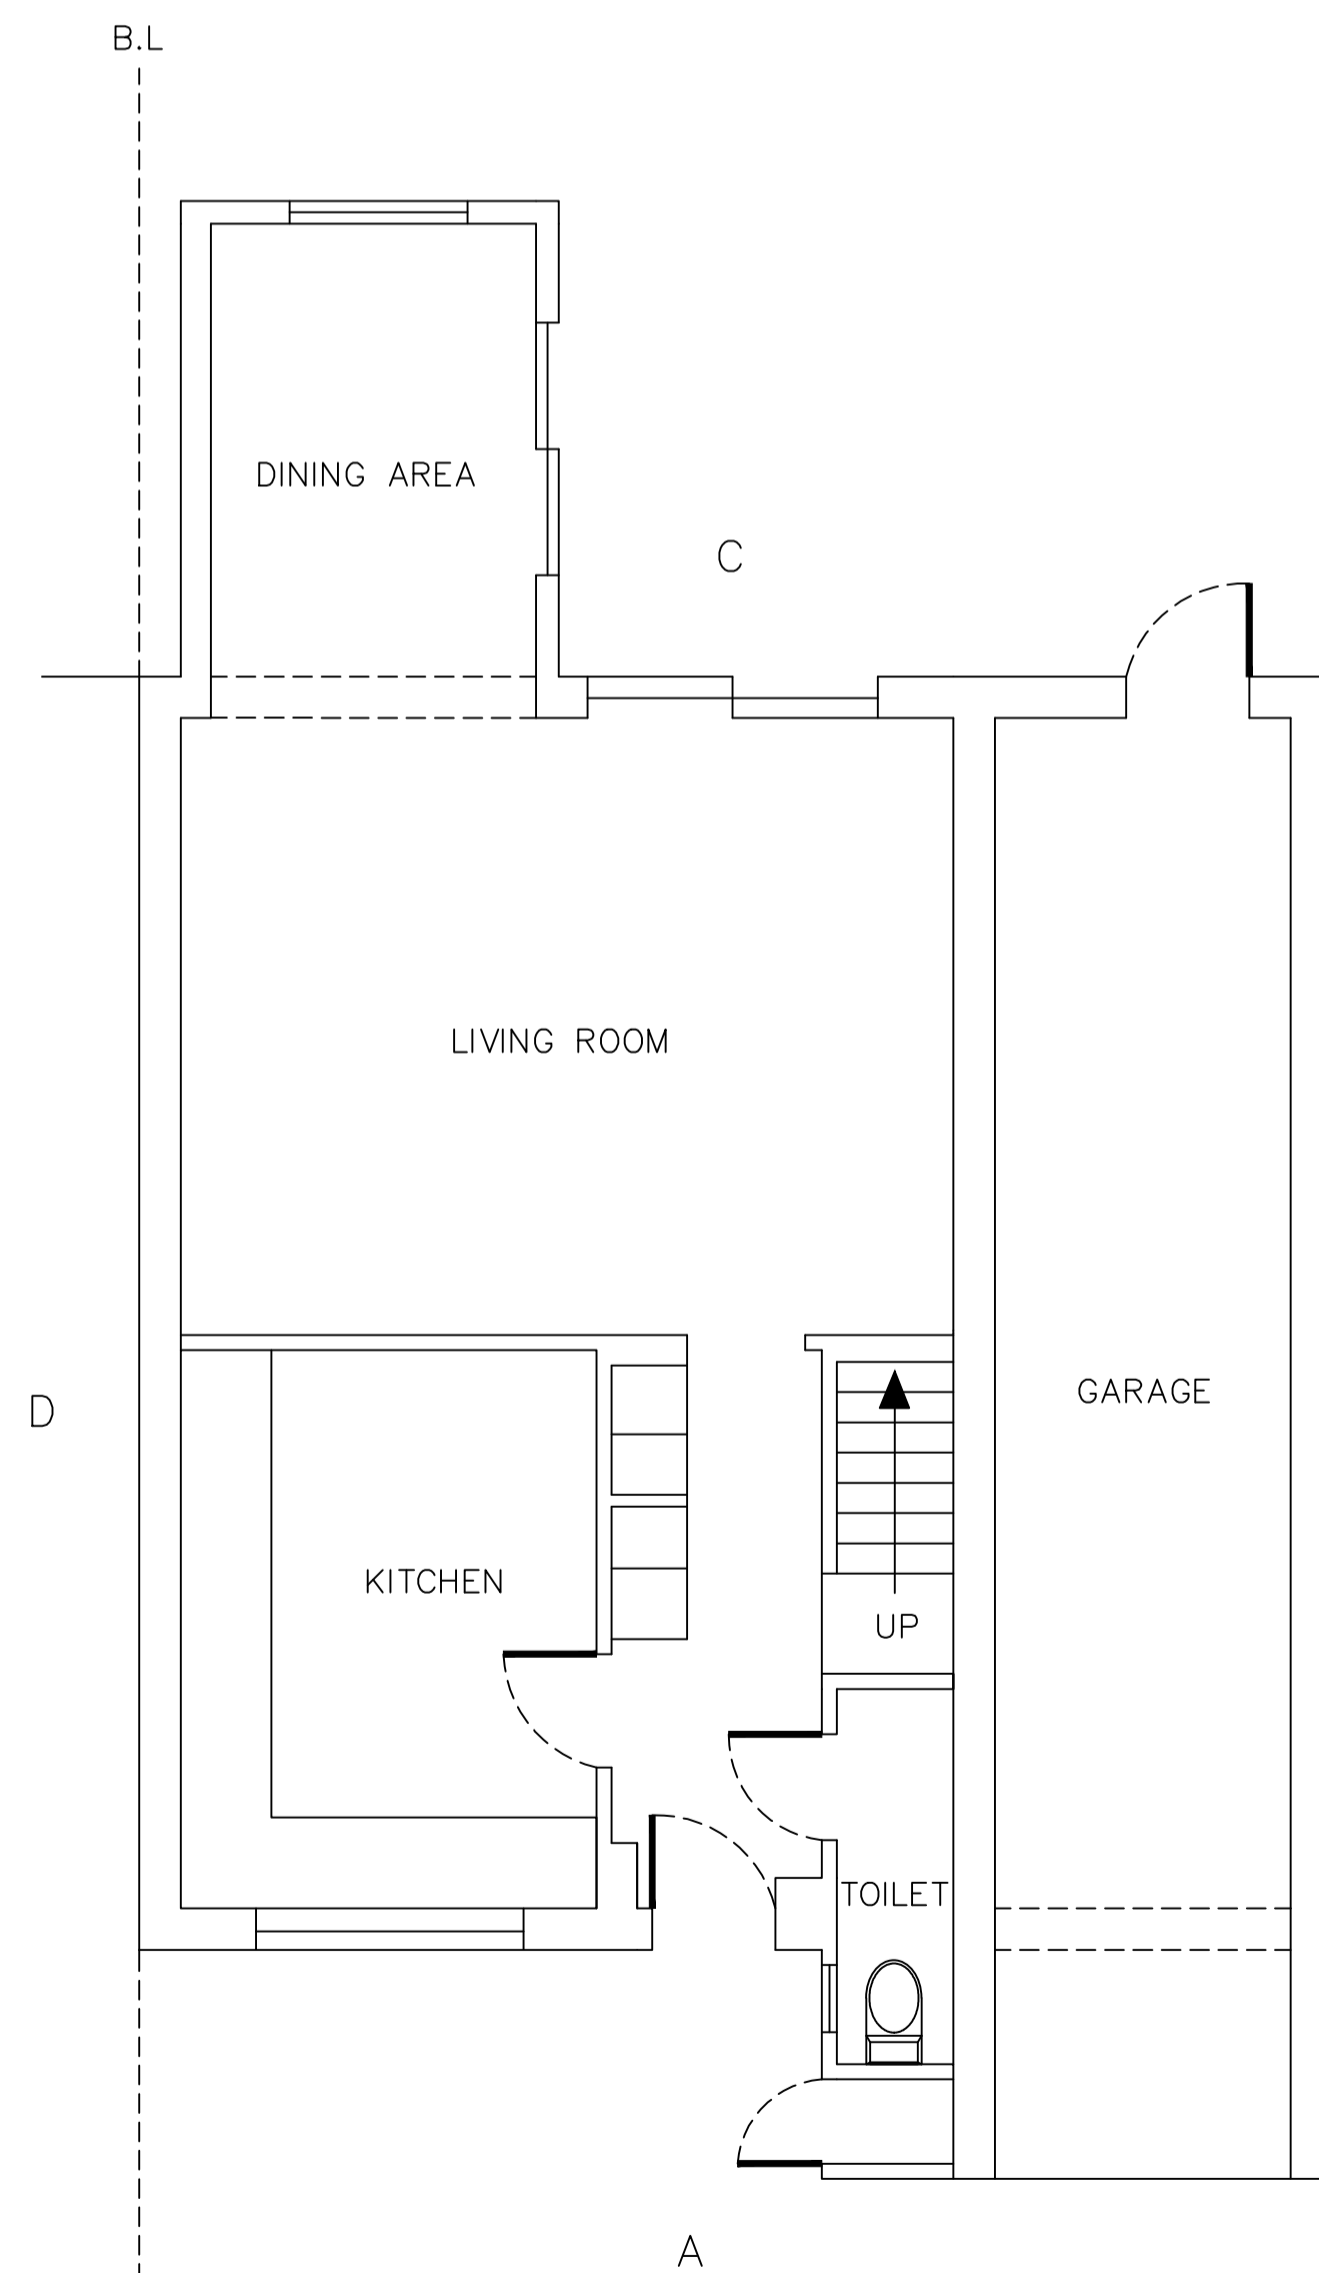 B.L
DINING AREA
C
LIVING ROOM
GARAGE
D
KITCHEN
UP
TOILET
A